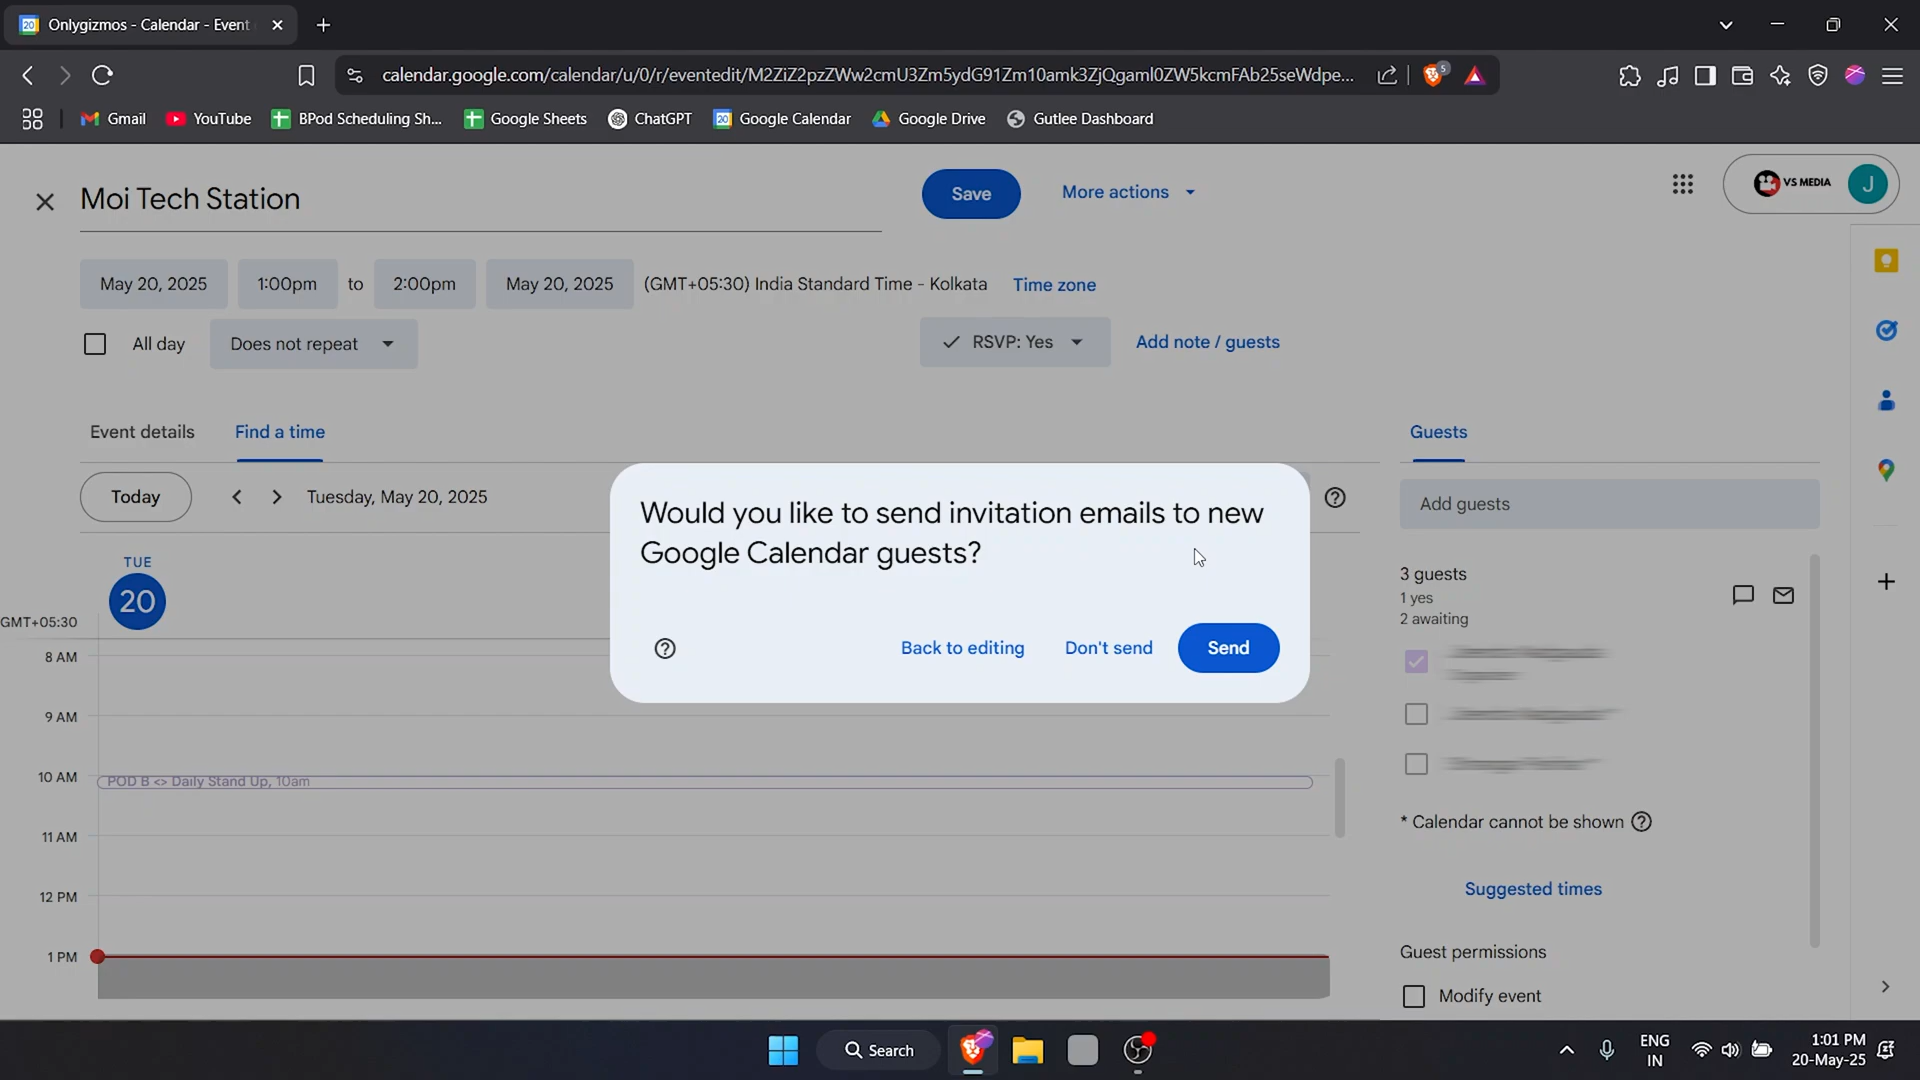 Onlygizmos - Calendar - Event
calendar.google.com/calendar/u/0/r/eventedit/M2ZiZ2pzZWw2cmU3Zm5ydG91Zm10amk3ZjQgaml0ZW5kcmFAb25seWdpe...
5
Gmail
YouTube
BPod Scheduling Sh...
Google Sheets
ChatGPT
Google Calendar
Google Drive
Gutlee Dashboard
Moi Tech Station
Save
More actions
VS MEDIA
J
May 20, 2025
1:00pm
to
2:00pm
May 20, 2025
(GMT+05:30) India Standard Time - Kolkata
Time zone
All day
Does not repeat
RSVP: Yes
Add note / guests
Event details
Find a time
Guests
Today
Tuesday, May 20, 2025
Add guests
Would you like to send invitation emails to new
Google Calendar guests?
Back to editing
Don't send
Send
TUE
20
GMT+05:30
8 AM
9 AM
10 AM
POD B <> Daily Stand Up, 10am
11 AM
12 PM
1 PM
3 guests
1 yes
2 awaiting
* Calendar cannot be shown
Suggested times
Guest permissions
Modify event
Search
ENG
IN
1:01 PM
20-May-25